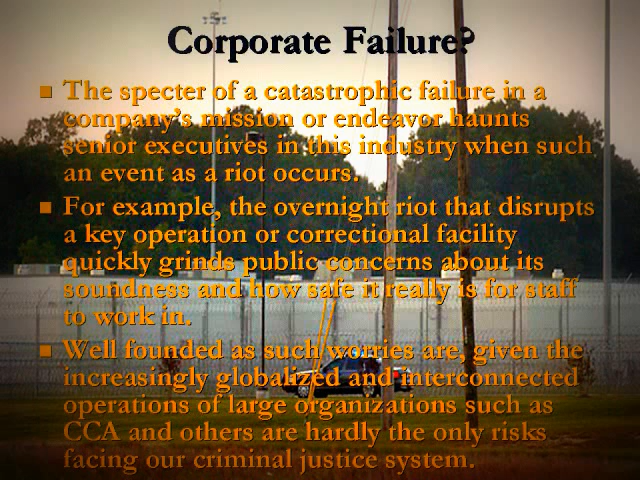 Corporate Failure?
■ The specter of a catastrophic failure in a
company's mission or endeavor haunts
senior executives in this industry when such
an event as a riot occurs.
■ For example, the overnight riot that disrupts
a key operation or correctional facility
quickly grinds public concerns about its
soundness and how safe it really is for staff
to work in.
■ Well founded as such worries are, given the
increasingly globalized and interconnected
operations of large organizations such as
CCA and others are hardly the only risks
facing our criminal justice system.